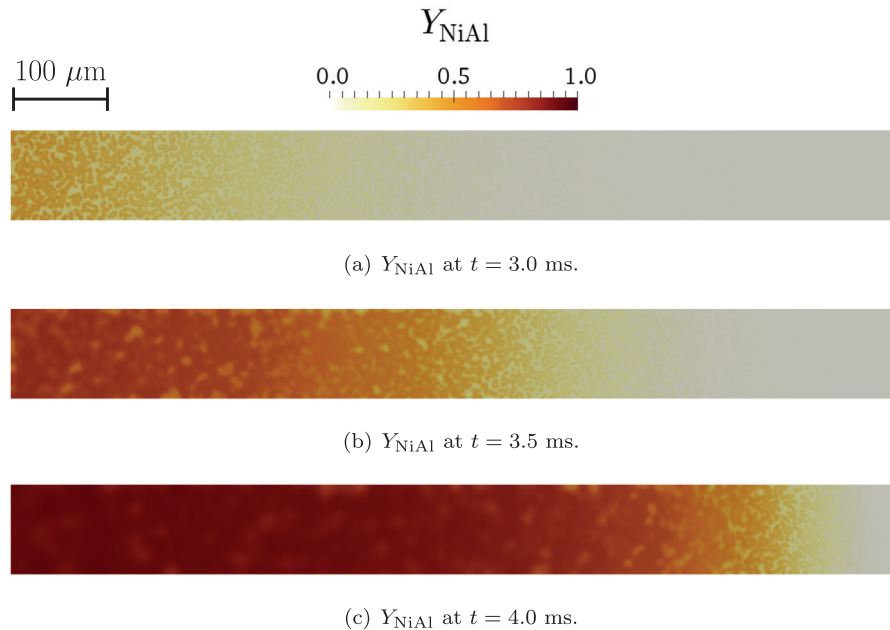 Y_NiAl
100 μm
0.0 0.5 1.0
(a) Y_NiAl at t = 3.0 ms.
(b) Y_NiAl at t = 3.5 ms.
(c) Y_NiAl at t = 4.0 ms.